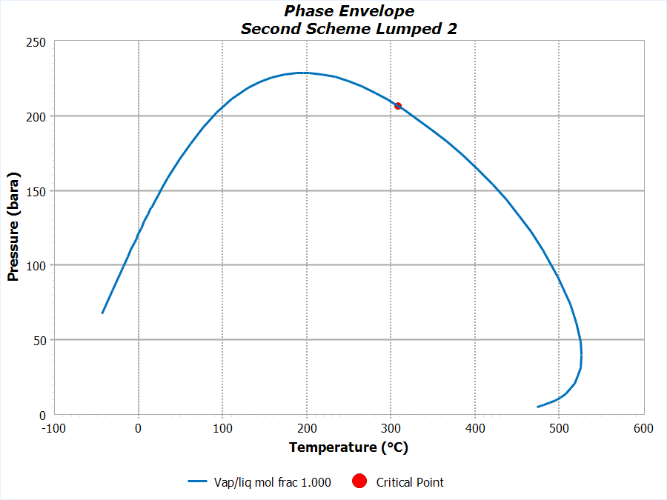 Phase Envelope
Second Scheme Lumped 2
250
200
150
100
50
0
Pressure (bara)
-100 0 100 200 300 400 500 600
Temperature (°C)
Vap/liq mol frac 1.000 Critical Point